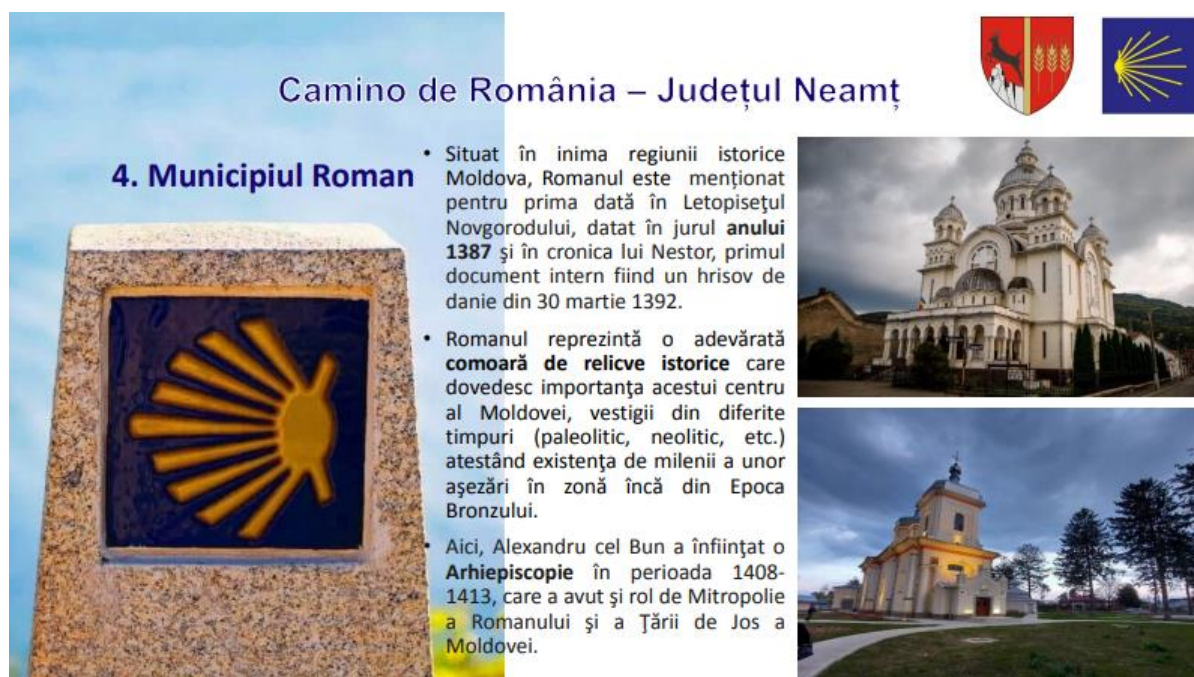 Camino de România – Județul Neamț
4. Municipiul Roman
• Situat în inima regiunii istorice
Moldova, Romanul este menționat
pentru prima dată în Letopiseţul
Novgorodului, datat în jurul anului
1387 şi în cronica lui Nestor, primul
document intern fiind un hrisov de
danie din 30 martie 1392.
• Romanul reprezintă o adevărată
comoară de relicve istorice care
dovedesc importanţa acestui centru
al Moldovei, vestigii din diferite
timpuri (paleolitic, neolitic, etc.)
atestând existenţa de milenii a unor
aşezări în zonă încă din Epoca
Bronzului.
• Aici, Alexandru cel Bun a înfiinţat o
Arhiepiscopie în perioada 1408-
1413, care a avut şi rol de Mitropolie
a Romanului şi a Ţării de Jos a
Moldovei.